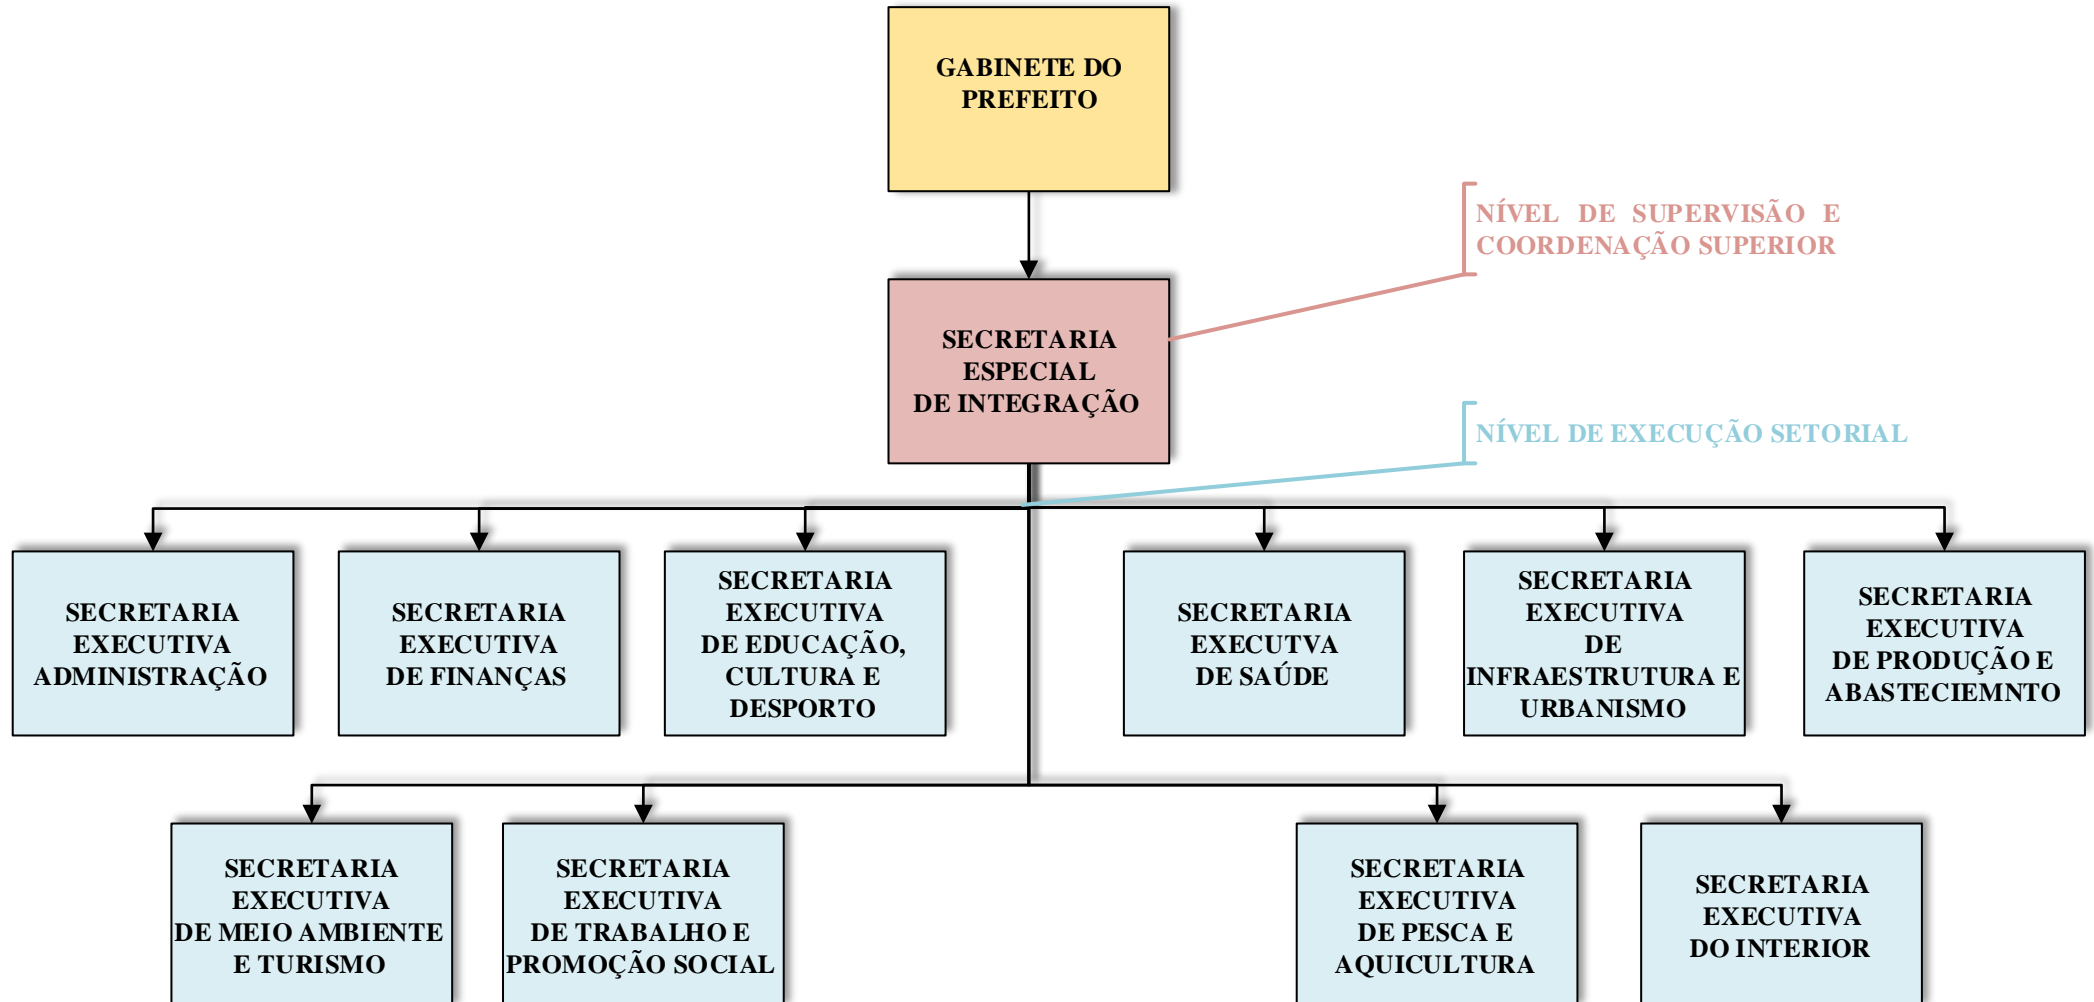 GABINETE DO
PREFEITO
NÍVEL DE SUPERVISÃO E
COORDENAÇÃO SUPERIOR
SECRETARIA
ESPECIAL
DE INTEGRAÇÃO
NÍVEL DE EXECUÇÃO SETORIAL
SECRETARIA
EXECUTIVA
ADMINISTRAÇÃO
SECRETARIA
EXECUTIVA
DE FINANÇAS
SECRETARIA
EXECUTIVA
DE EDUCAÇÃO,
CULTURA E
DESPORTO
SECRETARIA
EXECUTVA
DE SAÚDE
SECRETARIA
EXECUTIVA
DE
INFRAESTRUTURA E
URBANISMO
SECRETARIA
EXECUTIVA
DE PRODUÇÃO E
ABASTECIEMNTO
SECRETARIA
EXECUTIVA
DE MEIO AMBIENTE
E TURISMO
SECRETARIA
EXECUTIVA
DE TRABALHO E
PROMOÇÃO SOCIAL
SECRETARIA
EXECUTIVA
DE PESCA E
AQUICULTURA
SECRETARIA
EXECUTIVA
DO INTERIOR